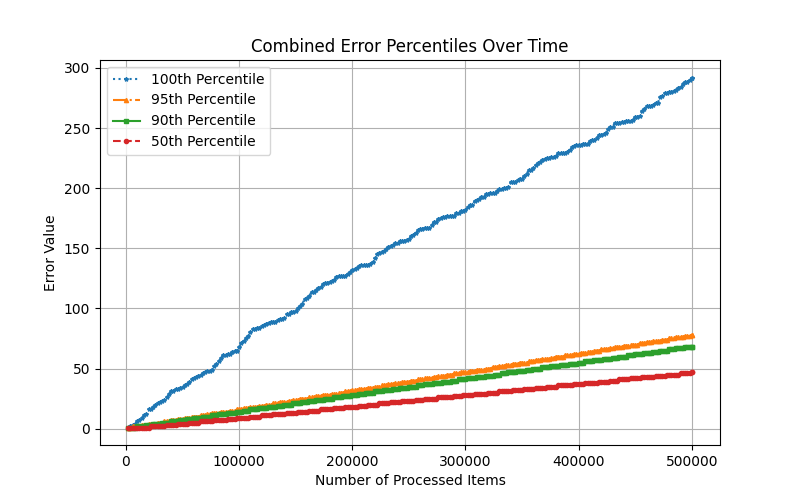 Combined Error Percentiles Over Time
300
250
200
150
100
50
0
Error Value
100th Percentile
95th Percentile
90th Percentile
50th Percentile
0 100000 200000 300000 400000 500000
Number of Processed Items